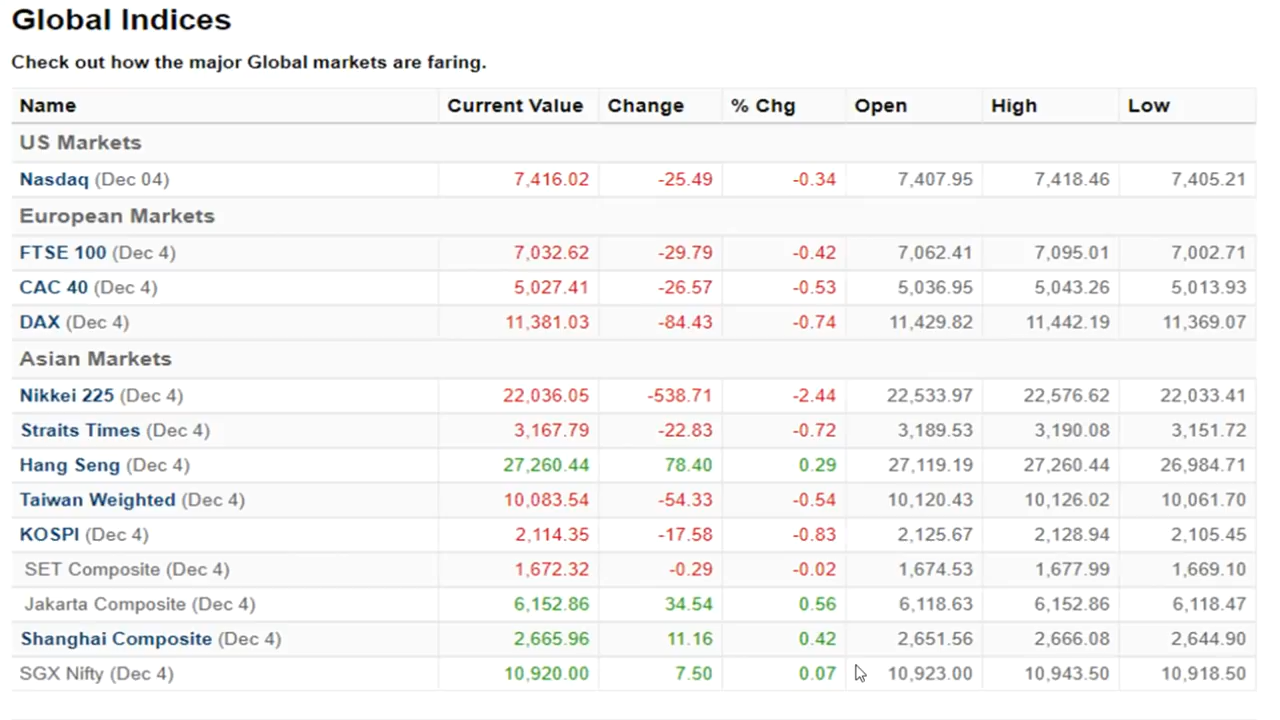 Global Indices
Check out how the major Global markets are faring.
Name Current Value Change % Chg Open High Low
US Markets
Nasdaq (Dec 04) 7,416.02 -25.49 -0.34 7,407.95 7,418.46 7,405.21
European Markets
FTSE 100 (Dec 4) 7,032.62 -29.79 -0.42 7,062.41 7,095.01 7,002.71
CAC 40 (Dec 4) 5,027.41 -26.57 -0.53 5,036.95 5,043.26 5,013.93
DAX (Dec 4) 11,381.03 -84.43 -0.74 11,429.82 11,442.19 11,369.07
Asian Markets
Nikkei 225 (Dec 4) 22,036.05 -538.71 -2.44 22,533.97 22,576.62 22,033.41
Straits Times (Dec 4) 3,167.79 -22.83 -0.72 3,189.53 3,190.08 3,151.72
Hang Seng (Dec 4) 27,260.44 78.40 0.29 27,119.19 27,260.44 26,984.71
Taiwan Weighted (Dec 4) 10,083.54 -54.33 -0.54 10,120.43 10,126.02 10,061.70
KOSPI (Dec 4) 2,114.35 -17.58 -0.83 2,125.67 2,128.94 2,105.45
SET Composite (Dec 4) 1,672.32 -0.29 -0.02 1,674.53 1,677.99 1,669.10
Jakarta Composite (Dec 4) 6,152.86 34.54 0.56 6,118.63 6,152.86 6,118.47
Shanghai Composite (Dec 4) 2,665.96 11.16 0.42 2,651.56 2,666.08 2,644.90
SGX Nifty (Dec 4) 10,920.00 7.50 0.07 10,923.00 10,943.50 10,918.50